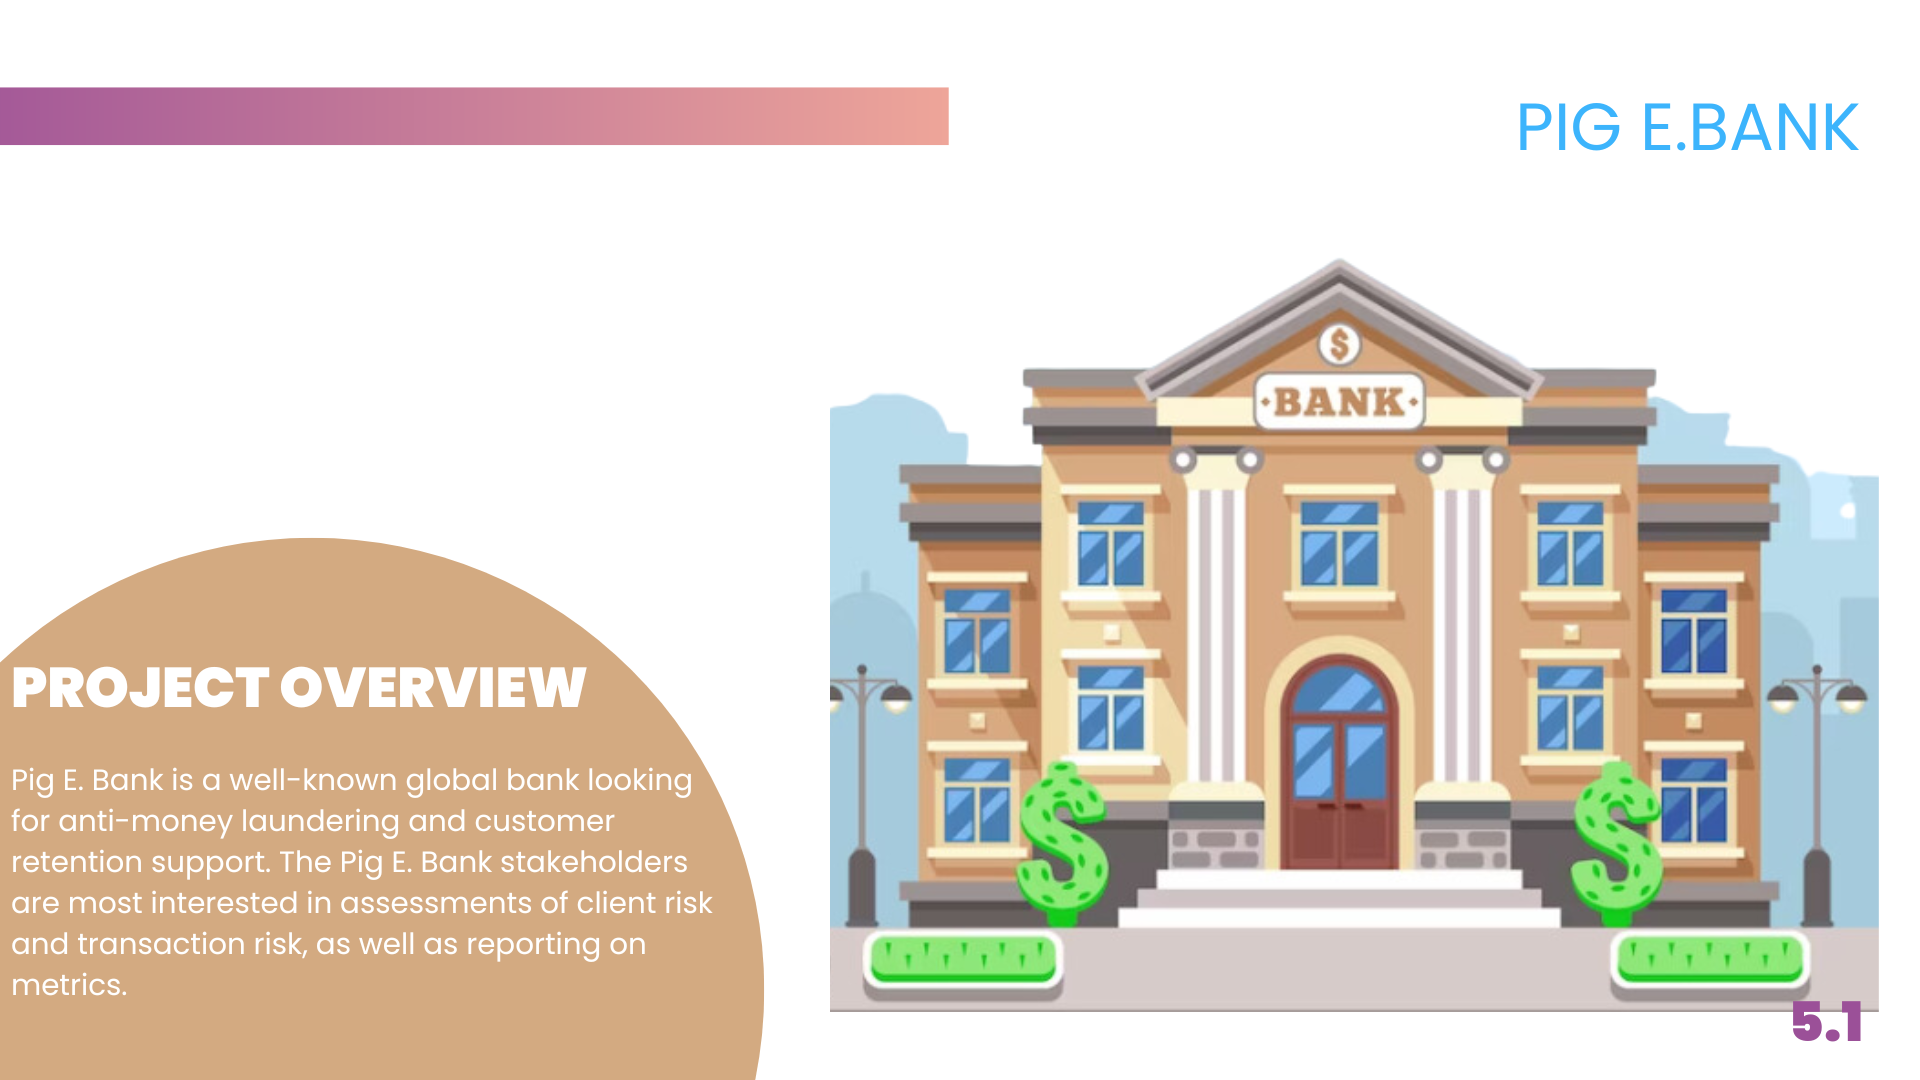 PIG E.BANK
$
BANK
PROJECT OVERVIEW
Pig E. Bank is a well-known global bank looking
for anti-money laundering and customer
retention support. The Pig E. Bank stakeholders
are most interested in assessments of client risk
and transaction risk, as well as reporting on
metrics.
5.1